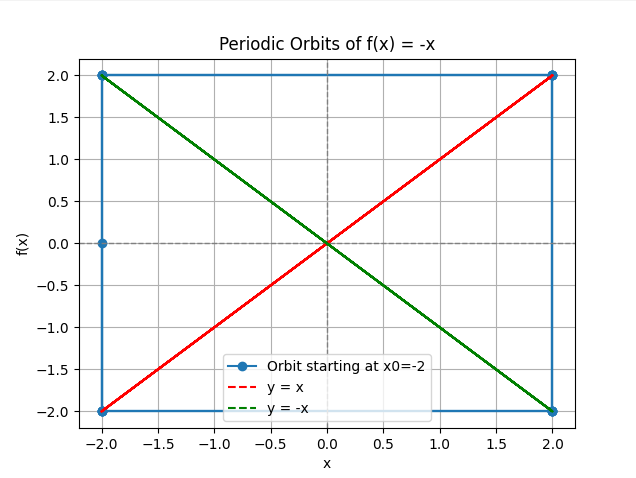 Periodic Orbits of f(x) = -x
f(x)
2.0
1.5
1.0
0.5
0.0
−0.5
−1.0
−1.5
−2.0
Orbit starting at x0=-2
y = x
y = -x
−2.0 −1.5 −1.0 −0.5 0.0 0.5 1.0 1.5 2.0
x